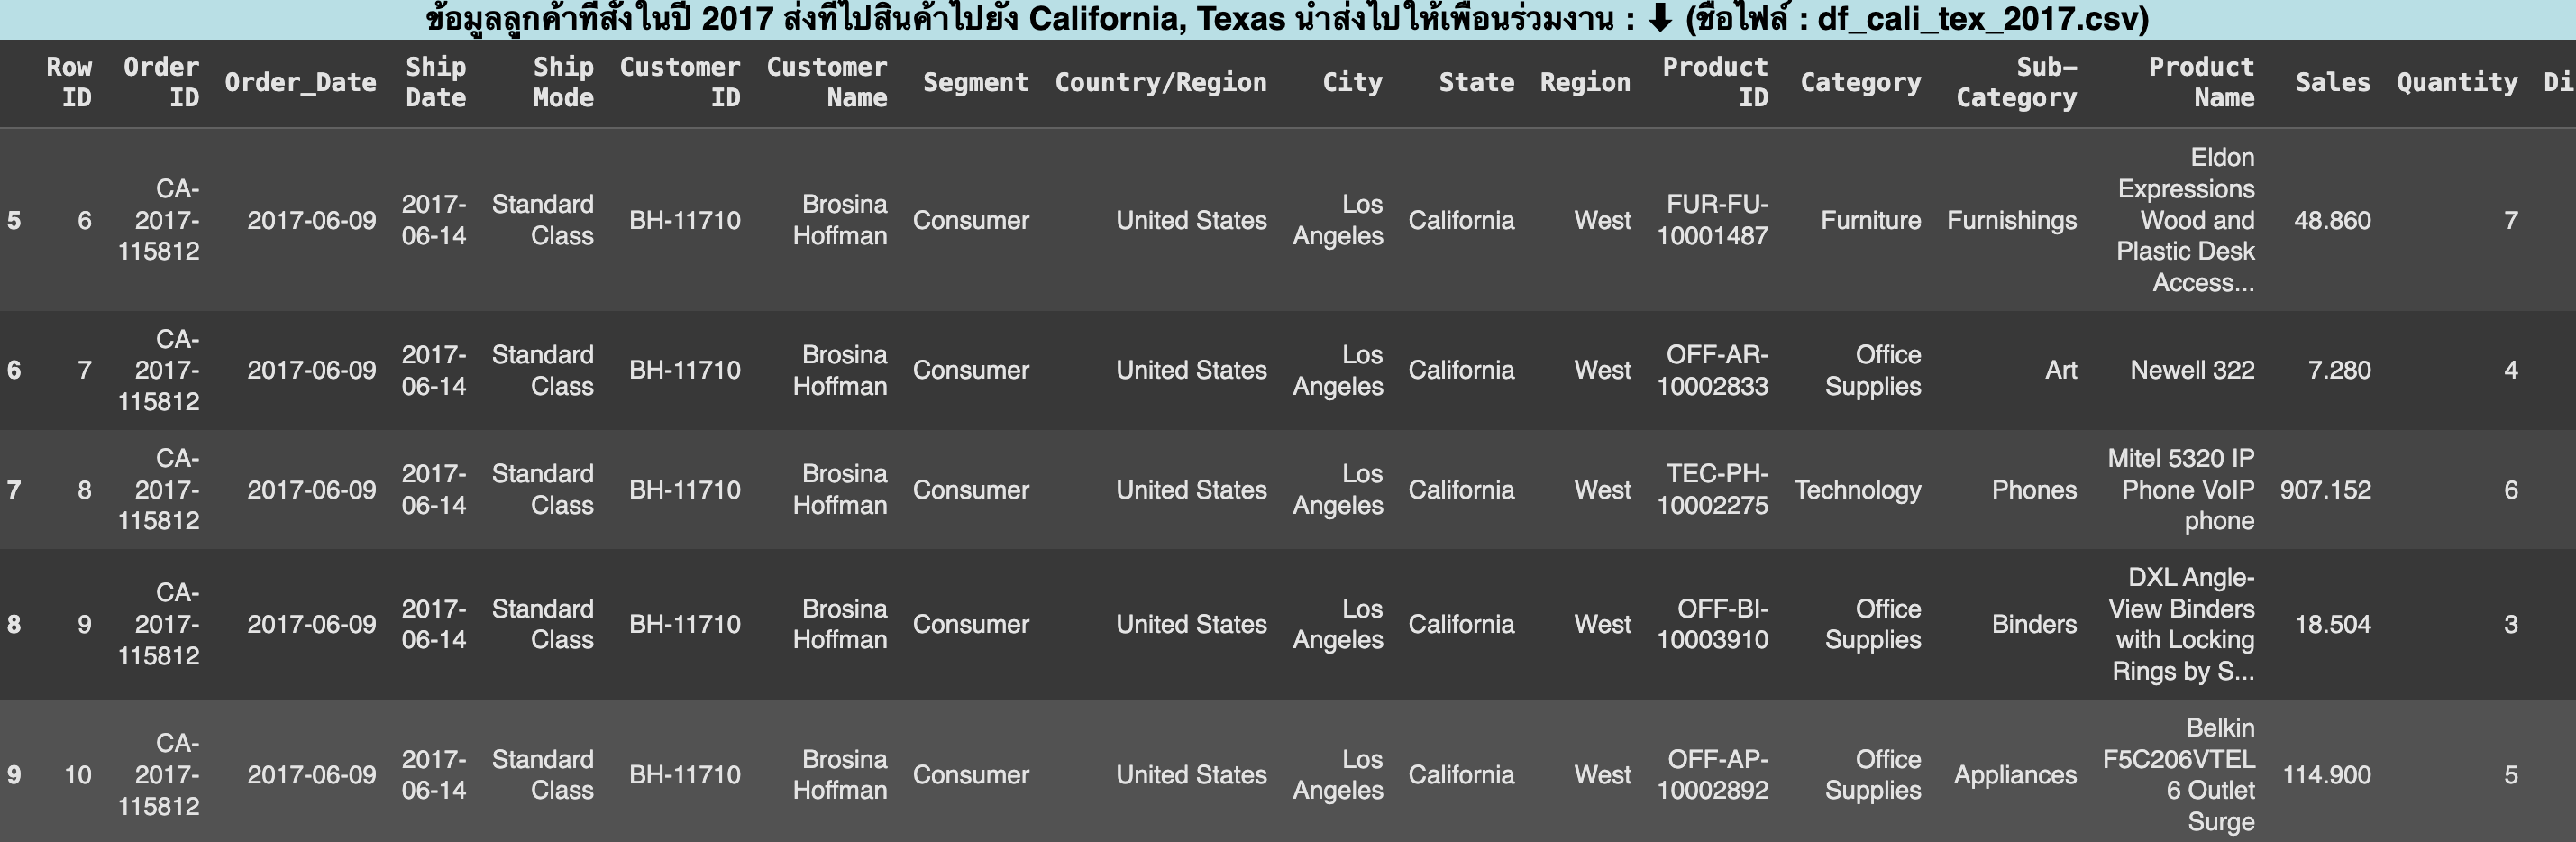 ข้อมูลลูกค้าที่สั่งในปี 2017 ส่งที่ไปสินค้าไปยัง California, Texas นำส่งไปให้เพื่อนร่วมงาน : ⬇ (ชื่อไฟล์ : df_cali_tex_2017.csv)
Row ID Order ID Order_Date Ship Date Ship Mode Customer ID Customer Name Segment Country/Region City State Region Product ID Category Sub-Category Product Name Sales Quantity Di
5 6 CA-2017-115812 2017-06-09 2017-06-14 Standard Class BH-11710 Brosina Hoffman Consumer United States Los Angeles California West FUR-FU-10001487 Furniture Furnishings Eldon Expressions Wood and Plastic Desk Access... 48.860 7
6 7 CA-2017-115812 2017-06-09 2017-06-14 Standard Class BH-11710 Brosina Hoffman Consumer United States Los Angeles California West OFF-AR-10002833 Office Supplies Art Newell 322 7.280 4
7 8 CA-2017-115812 2017-06-09 2017-06-14 Standard Class BH-11710 Brosina Hoffman Consumer United States Los Angeles California West TEC-PH-10002275 Technology Phones Mitel 5320 IP Phone VoIP phone 907.152 6
8 9 CA-2017-115812 2017-06-09 2017-06-14 Standard Class BH-11710 Brosina Hoffman Consumer United States Los Angeles California West OFF-BI-10003910 Office Supplies Binders DXL Angle-View Binders with Locking Rings by S... 18.504 3
9 10 CA-2017-115812 2017-06-09 2017-06-14 Standard Class BH-11710 Brosina Hoffman Consumer United States Los Angeles California West OFF-AP-10002892 Office Supplies Appliances Belkin F5C206VTEL 6 Outlet Surge 114.900 5